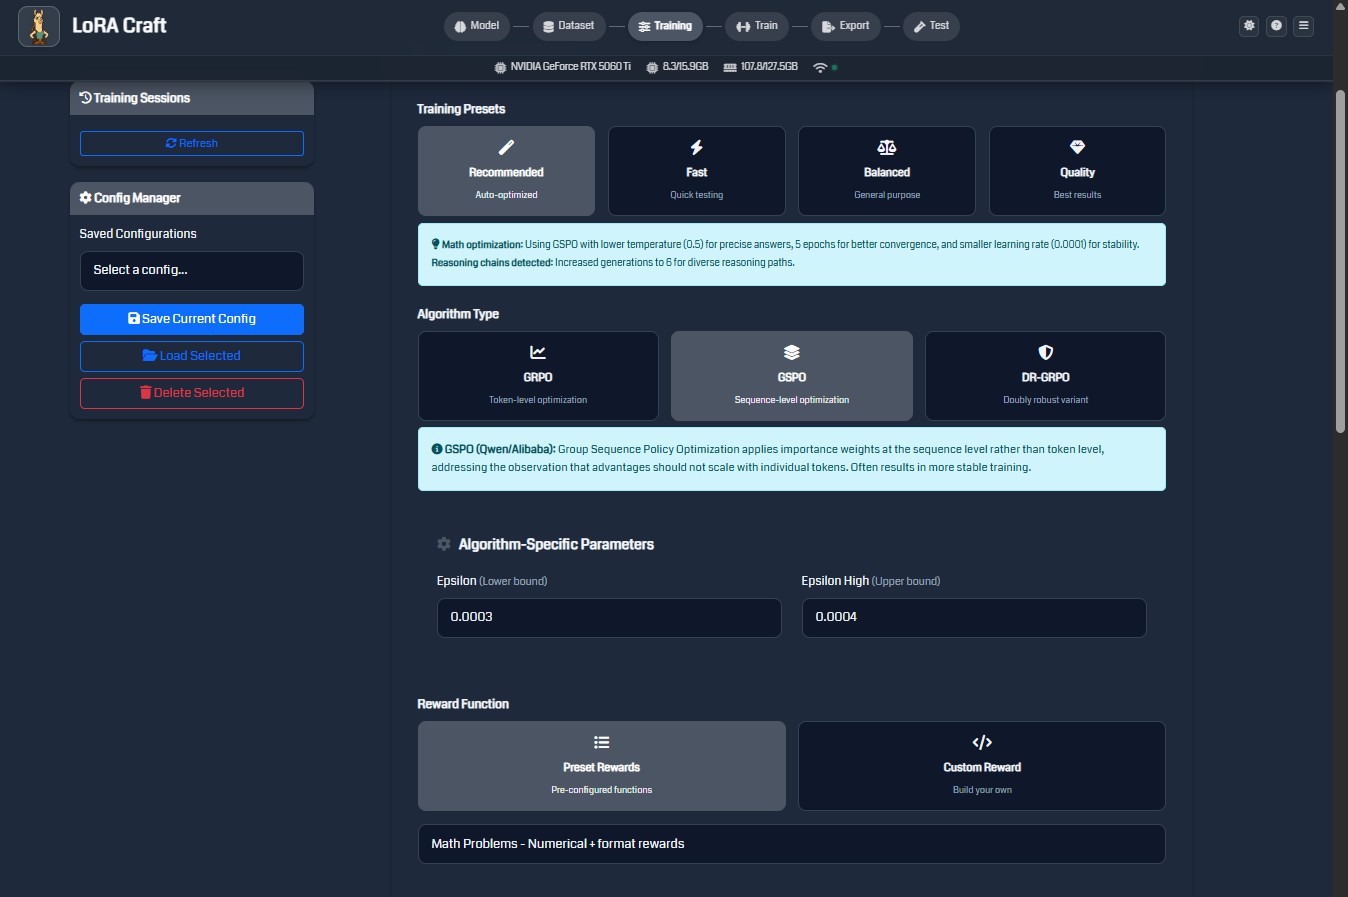 LoRA Craft
Model
Dataset
Training
Train
Export
Test
NVIDIA GeForce RTX 5060 Ti
8.3/15.9GB
107.8/127.5GB
Training Sessions
Refresh
Config Manager
Saved Configurations
Select a config...
Save Current Config
Load Selected
Delete Selected
Training Presets
Recommended
Auto-optimized
Fast
Quick testing
Balanced
General purpose
Quality
Best results
Math optimization: Using GSPO with lower temperature (0.5) for precise answers, 5 epochs for better convergence, and smaller learning rate (0.0001) for stability.
Reasoning chains detected: Increased generations to 6 for diverse reasoning paths.
Algorithm Type
GRPO
Token-level optimization
GSPO
Sequence-level optimization
DR-GRPO
Doubly robust variant
GSPO (Qwen/Alibaba): Group Sequence Policy Optimization applies importance weights at the sequence level rather than token level,
addressing the observation that advantages should not scale with individual tokens. Often results in more stable training.
Algorithm-Specific Parameters
Epsilon (Lower bound)
0.0003
Epsilon High (Upper bound)
0.0004
Reward Function
Preset Rewards
Pre-configured functions
Custom Reward
Build your own
Math Problems - Numerical + format rewards